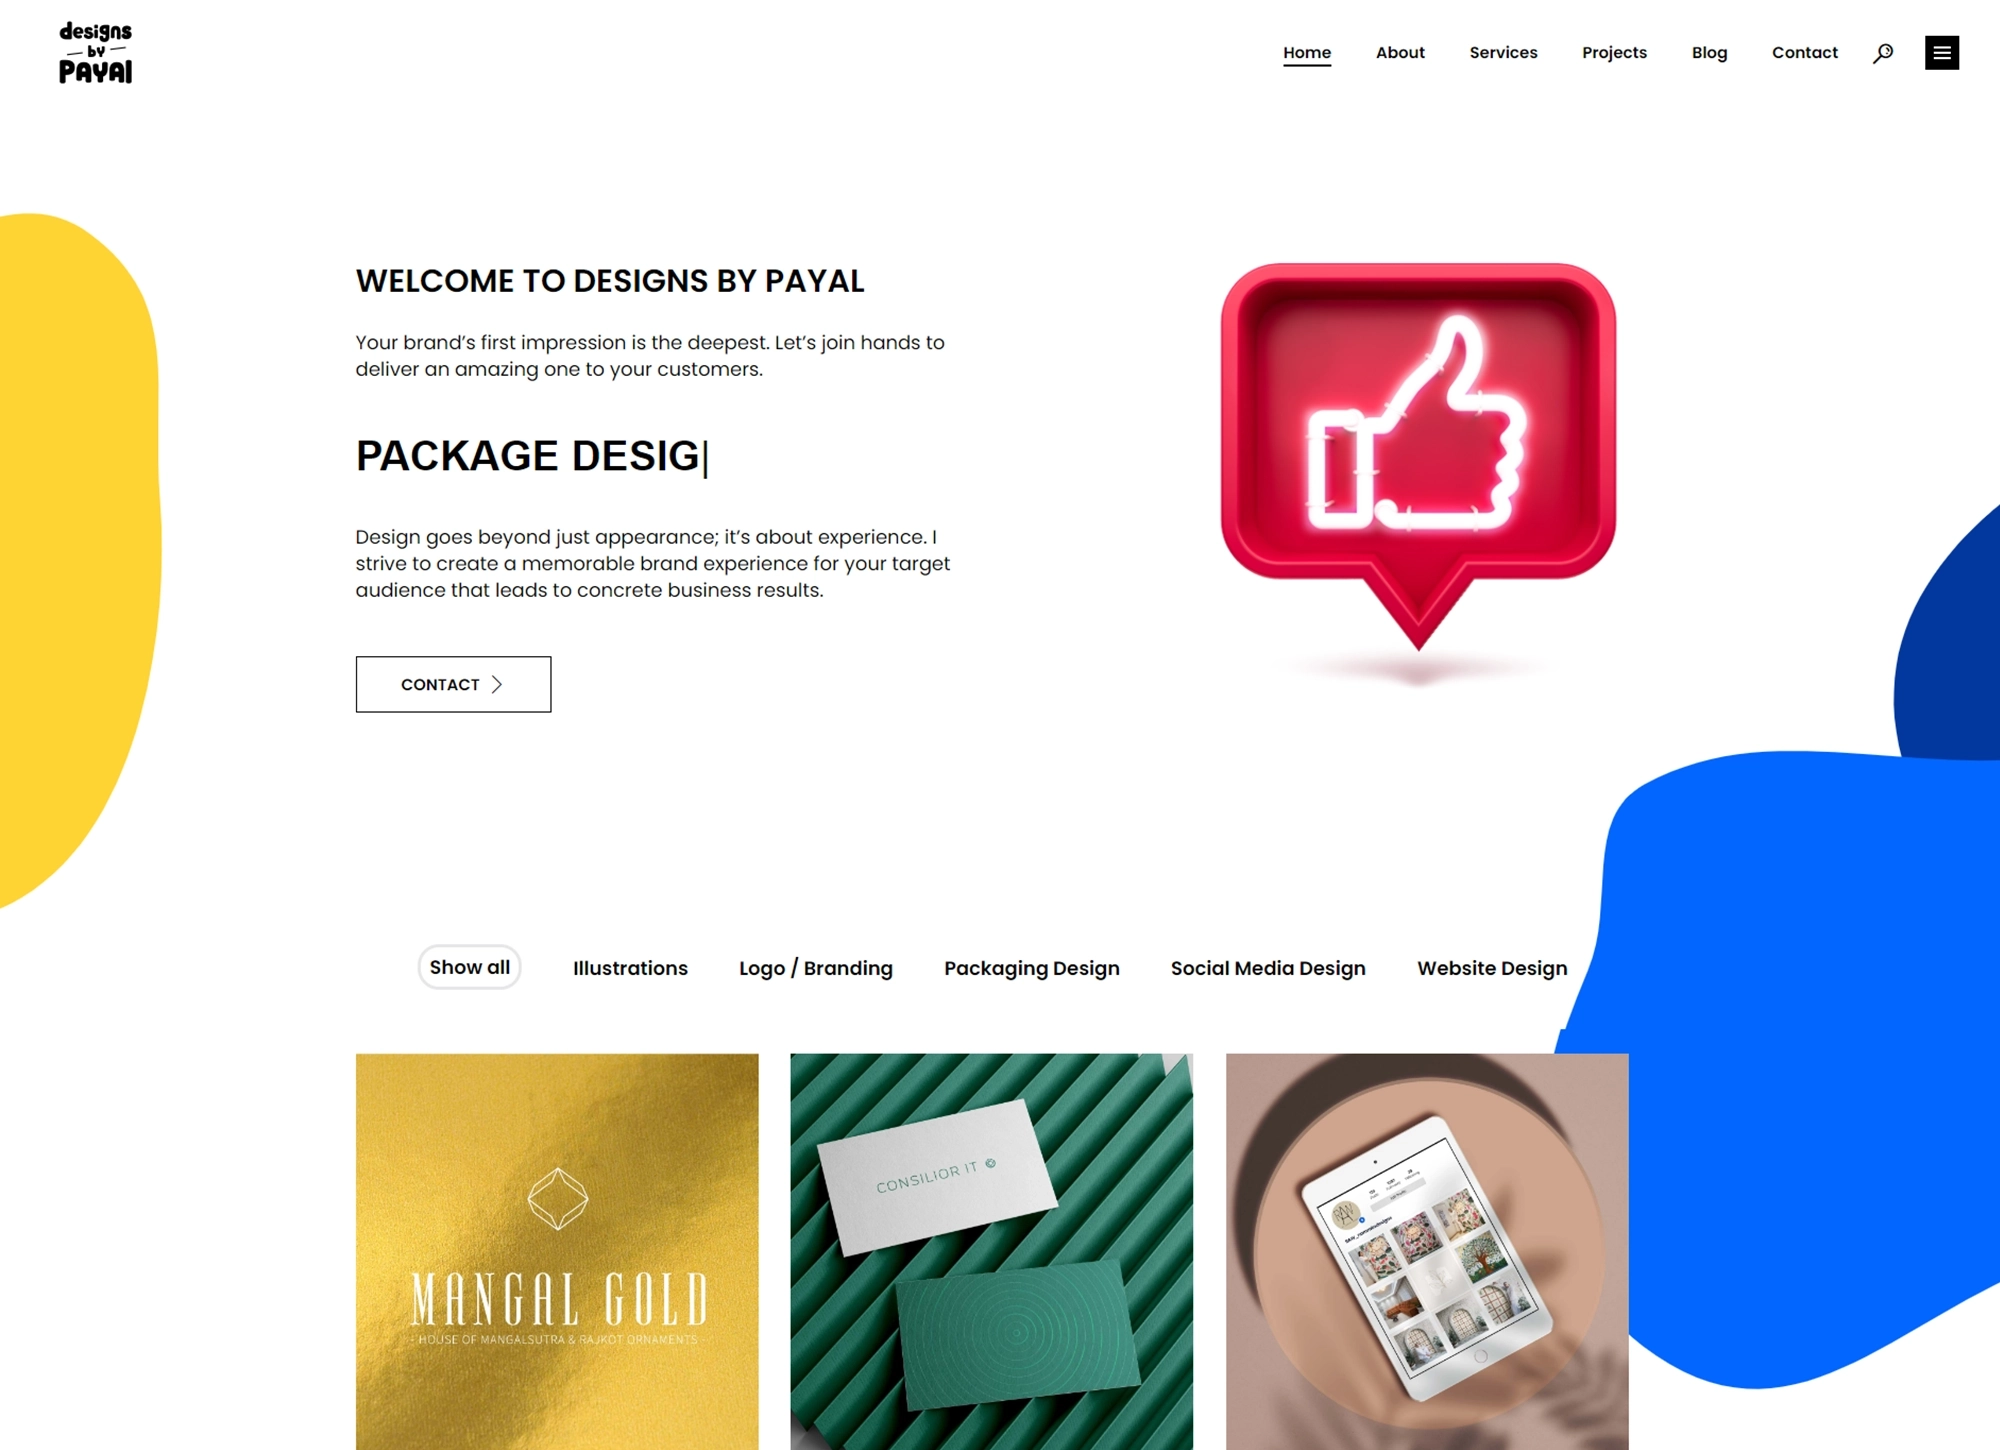 designs
by
PAYAL
Home About Services Projects Blog Contact
WELCOME TO DESIGNS BY PAYAL
Your brand’s first impression is the deepest. Let’s join hands to
deliver an amazing one to your customers.
PACKAGE DESIG|
Design goes beyond just appearance; it’s about experience. I
strive to create a memorable brand experience for your target
audience that leads to concrete business results.
CONTACT
Show all Illustrations Logo / Branding Packaging Design Social Media Design Website Design
MANGAL GOLD
- HOUSE OF MANGALSUTRA & RAJKOT ORNAMENTS -
CONSILIOR IT
RAW